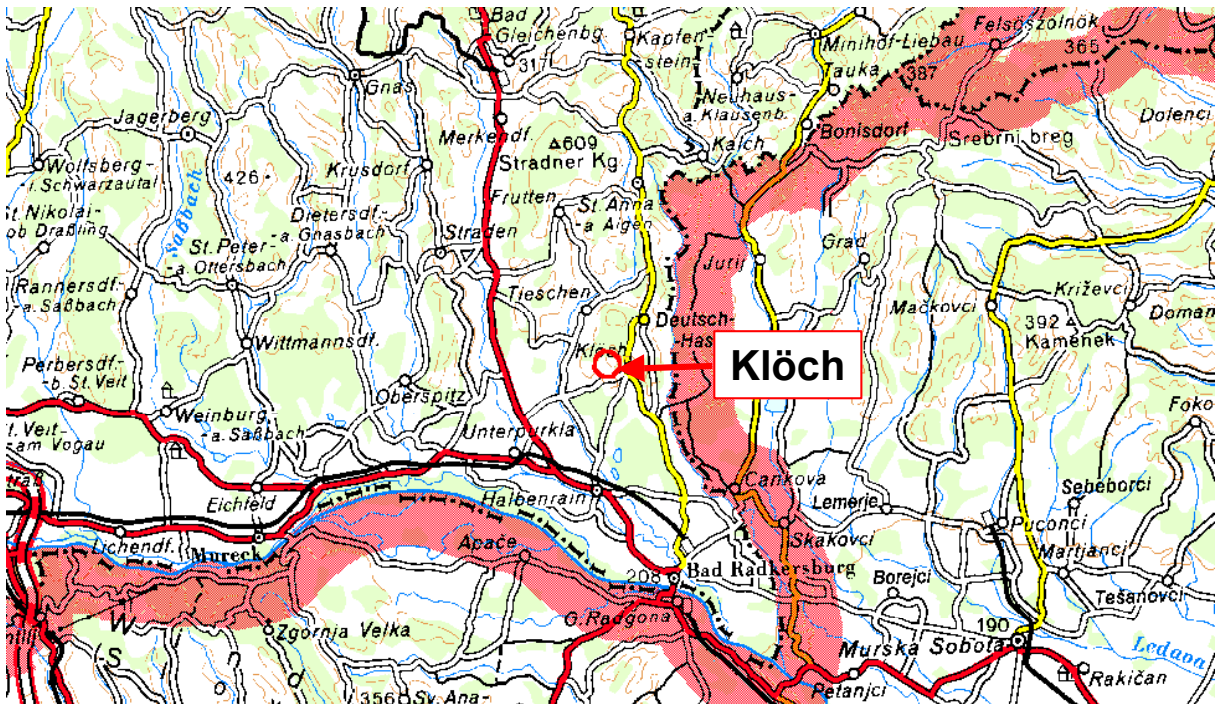 Bad
Gleichenbg.
317
Kapfen-
-stein
Minihof-Liebau
Felsöszölnök
365
Tauka
387
Gnas
Neuhaus-
a. Klausenb.
Dolenci
Jagerberg
Merkendf.
Bonisdorf
Srebrni breg
Wolfsberg-
-i. Schwarzautal
Krusdorf
609
Stradner Kg.
Kalch
426
Saßbach
Frutten
St. Anna
-a. Aigen
St. Nikolai-
ob Draßling
Dietersdf.-
-a. Gnasbach
St. Peter-
-a. Ottersbach
Straden
Grad
Rannersdf.-
-a. Saßbach
Tieschen
Mačkovci
Križevci
Deutsch-
-Has
392
Kamenek
Doman
Wittmannsdf.
Klöch
Klöch
Perbersdf.-
-b. St. Veit
Oberspitz
Weinburg-
-a. Saßbach
Foko
St. Veit-
-am Vogau
Unterpurkla
Eichfeld
Halbenrain
Cankova
Lemerje
Sebeborci
Puconci
Lichendf.
Mureck
Apače
Skakovci
Martjanci
208
Bad Radkersburg
Borejci
Tešanovci
G. Radgona
Zgornja Velka
190
Murska Sobota
Ledava
W
n
S
o
d
Petanjci
Rakičan
356
Sv. Ana-